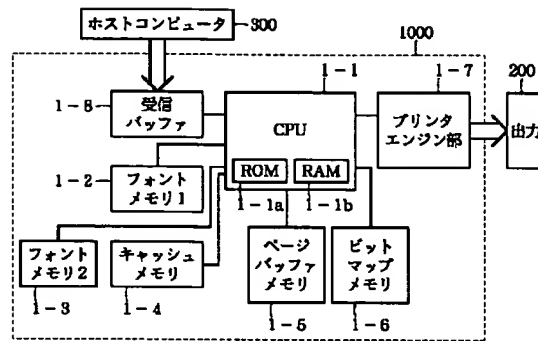 ホストコンピュータ
300
1000
1-8
受信
バッファ
1-1
CPU
ROM
RAM
1-1a
1-1b
1-7
プリンタ
エンジン部
200
出力
1-2
フォント
メモリ1
フォント
メモリ2
1-3
キャッシュ
メモリ
1-4
ページ
バッファ
メモリ
1-5
ビット
マップ
メモリ
1-6